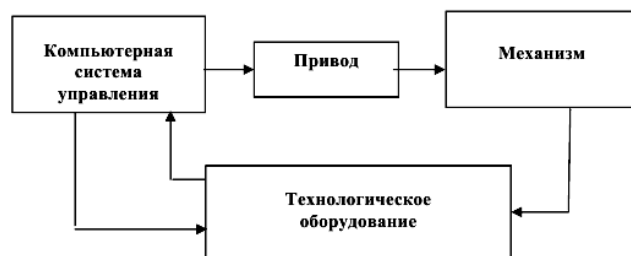 Компьютерная
система
управления
Привод
Механизм
Технологическое
оборудование